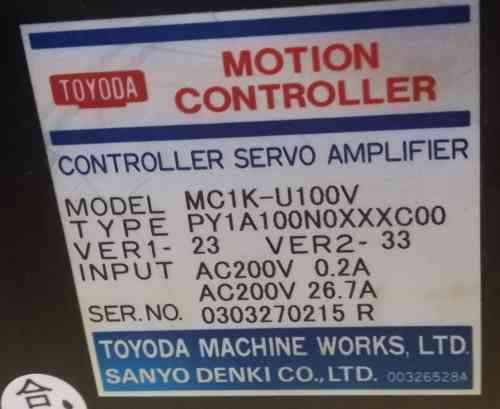 TOYODA
MOTION
CONTROLLER
CONTROLLER SERVO AMPLIFIER
MODEL MC1K-U100V
TYPE PY1A100N0XXXC00
VER1- 23 VER2- 33
INPUT AC200V 0.2A
AC200V 26.7A
SER.NO. 0303270215 R
TOYODA MACHINE WORKS, LTD.
SANYO DENKI CO., LTD. 00326528A
合